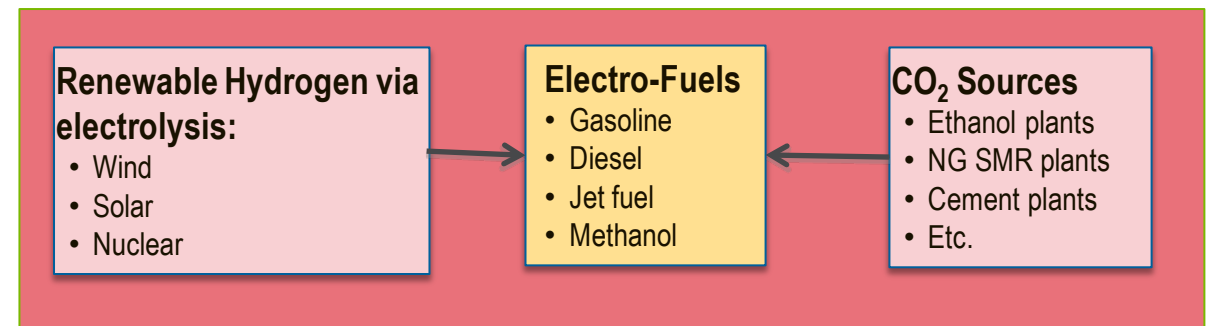 Renewable Hydrogen via
electrolysis:
• Wind
• Solar
• Nuclear
Electro-Fuels
• Gasoline
• Diesel
• Jet fuel
• Methanol
CO₂ Sources
• Ethanol plants
• NG SMR plants
• Cement plants
• Etc.